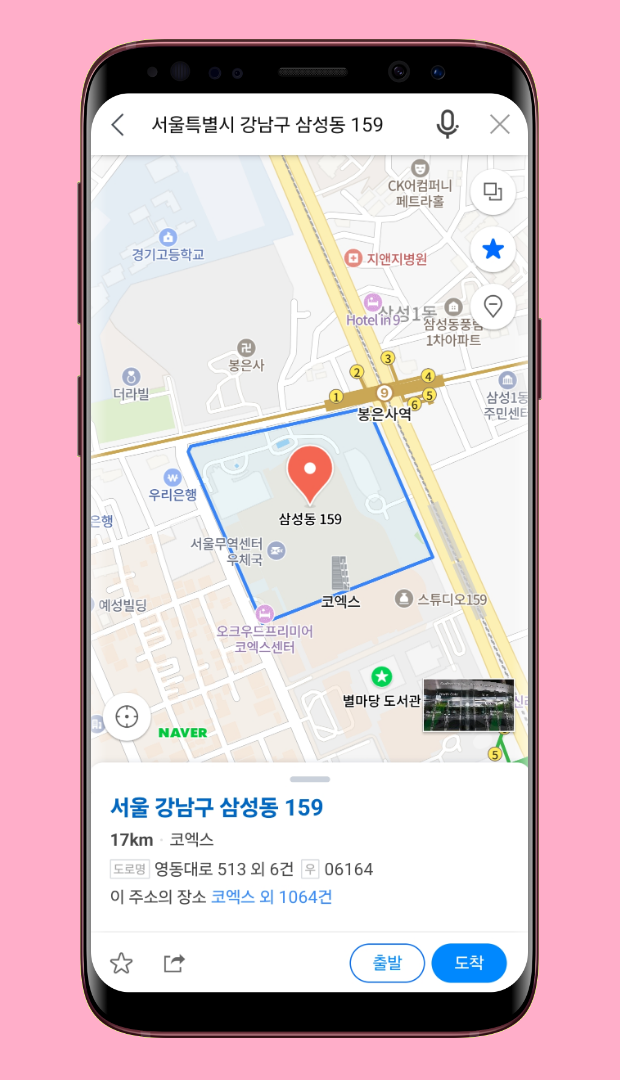 서울특별시 강남구 삼성동 159
CK어컴퍼니
페트라홀
경기고등학교
지앤지병원
Hotel in 9
삼성1동
삼성동풍림
1차아파트
봉은사
더라빌
1
2
3
4
5
6
9
봉은사역
삼성1동
주민센터
우리은행
은행
삼성동 159
서울무역센터
우체국
코엑스
스튜디오159
예성빌딩
오크우드프리미어
코엑스센터
별마당 도서관
5
NAVER
서울 강남구 삼성동 159
17km · 코엑스
도로명 영동대로 513 외 6건 우 06164
이 주소의 장소 코엑스 외 1064건
출발
도착